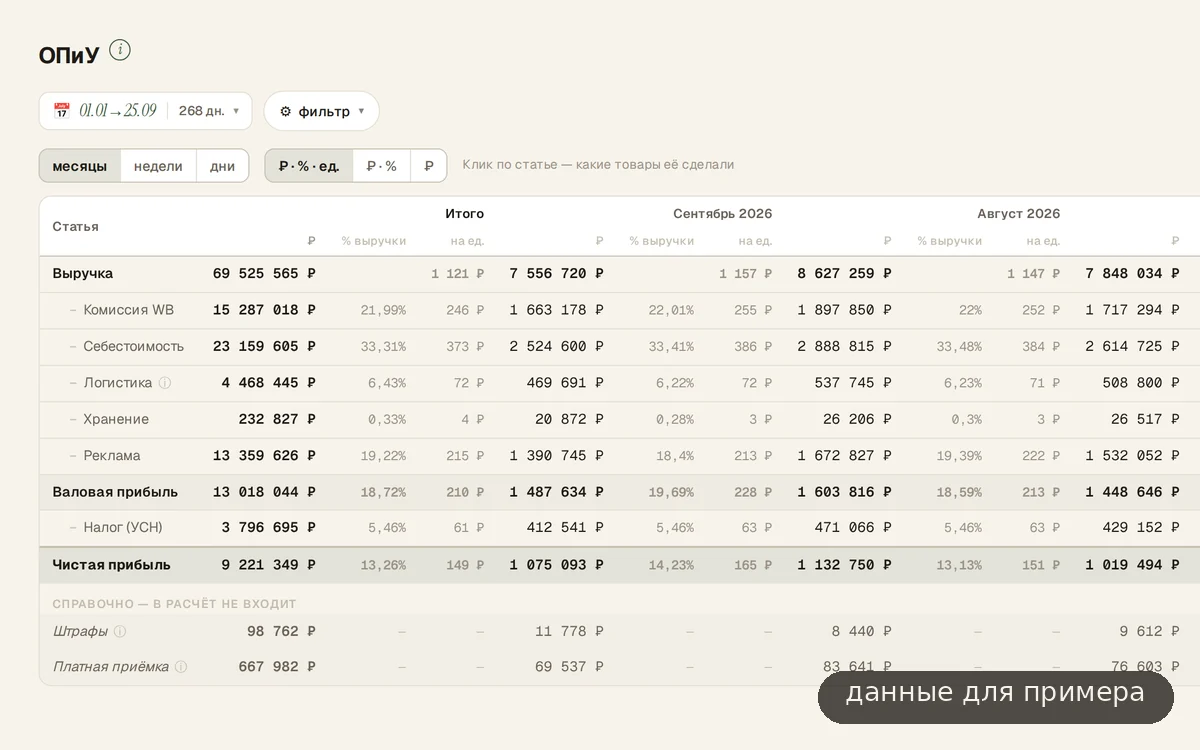 ОПиУ i
📅 01.01→25.09 268 дн. ▾ ⚙ фильтр ▾
месяцы недели дни ₽·%·ед. ₽·% ₽ Клик по статье — какие товары её сделали
Статья Итого Сентябрь 2026 Август 2026
₽ % выручки на ед. ₽ % выручки на ед. ₽ % выручки на ед. ₽
Выручка 69 525 565 ₽ 1 121 ₽ 7 556 720 ₽ 1 157 ₽ 8 627 259 ₽ 1 147 ₽ 7 848 034 ₽
– Комиссия WB 15 287 018 ₽ 21,99% 246 ₽ 1 663 178 ₽ 22,01% 255 ₽ 1 897 850 ₽ 22% 252 ₽ 1 717 294 ₽
– Себестоимость 23 159 605 ₽ 33,31% 373 ₽ 2 524 600 ₽ 33,41% 386 ₽ 2 888 815 ₽ 33,48% 384 ₽ 2 614 725 ₽
– Логистика ⓘ 4 468 445 ₽ 6,43% 72 ₽ 469 691 ₽ 6,22% 72 ₽ 537 745 ₽ 6,23% 71 ₽ 508 800 ₽
– Хранение 232 827 ₽ 0,33% 4 ₽ 20 872 ₽ 0,28% 3 ₽ 26 206 ₽ 0,3% 3 ₽ 26 517 ₽
– Реклама 13 359 626 ₽ 19,22% 215 ₽ 1 390 745 ₽ 18,4% 213 ₽ 1 672 827 ₽ 19,39% 222 ₽ 1 532 052 ₽
Валовая прибыль 13 018 044 ₽ 18,72% 210 ₽ 1 487 634 ₽ 19,69% 228 ₽ 1 603 816 ₽ 18,59% 213 ₽ 1 448 646 ₽
– Налог (УСН) 3 796 695 ₽ 5,46% 61 ₽ 412 541 ₽ 5,46% 63 ₽ 471 066 ₽ 5,46% 63 ₽ 429 152 ₽
Чистая прибыль 9 221 349 ₽ 13,26% 149 ₽ 1 075 093 ₽ 14,23% 165 ₽ 1 132 750 ₽ 13,13% 151 ₽ 1 019 494 ₽
СПРАВОЧНО — В РАСЧЁТ НЕ ВХОДИТ
Штрафы ⓘ 98 762 ₽ – – 11 778 ₽ – – 8 440 ₽ – – 9 612 ₽
Платная приёмка ⓘ 667 982 ₽ – – 69 537 ₽ – – 83 641 ₽ – – 76 603 ₽
данные для примера